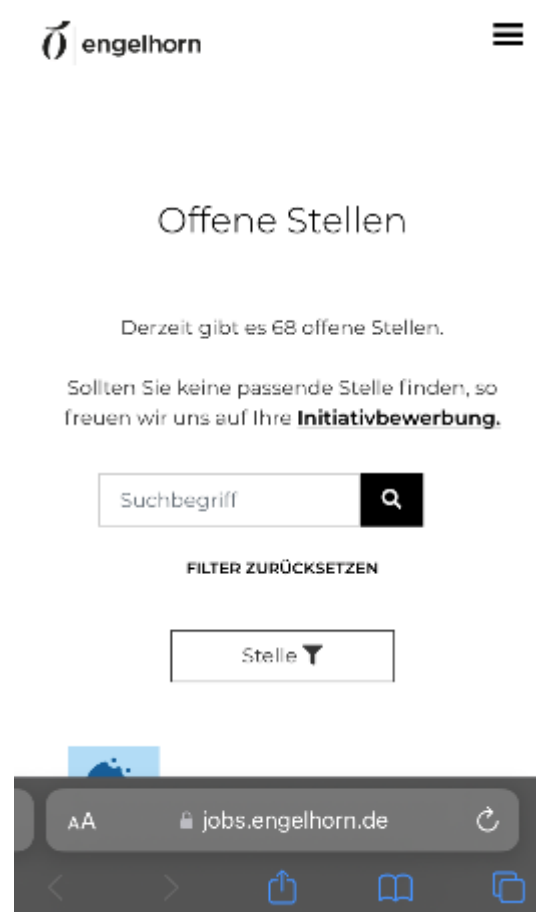 engelhorn
Offene Stellen
Derzeit gibt es 68 offene Stellen.
Sollten Sie keine passende Stelle finden, so
freuen wir uns auf Ihre Initiativbewerbung.
Suchbegriff
FILTER ZURÜCKSETZEN
Stelle
AA jobs.engelhorn.de